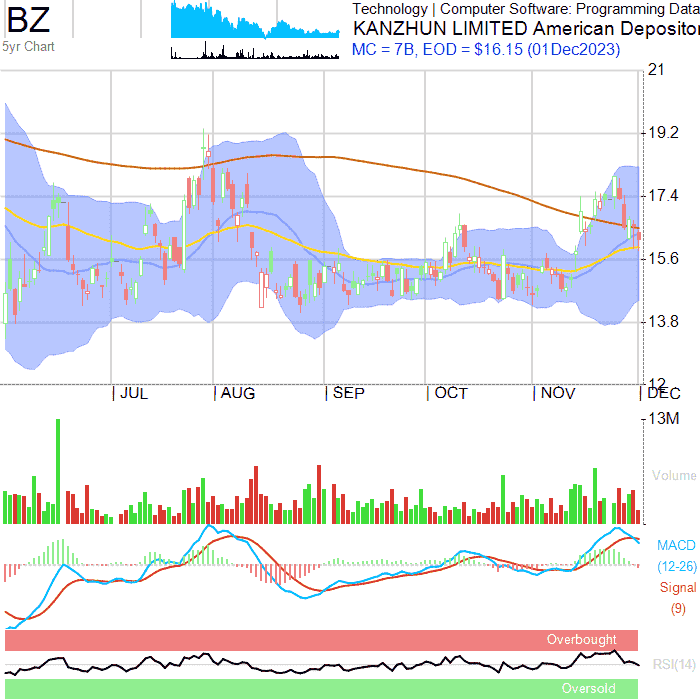 BZ
5yr Chart
Technology | Computer Software: Programming Data
KANZHUN LIMITED American Depositor
MC = 7B, EOD = $16.15 (01Dec2023)
21
19.2
17.4
15.6
13.8
12
| JUL | AUG | SEP | OCT | NOV | DEC
13M
Volume
MACD
(12-26)
Signal
(9)
Overbought
RSI(14)
Oversold